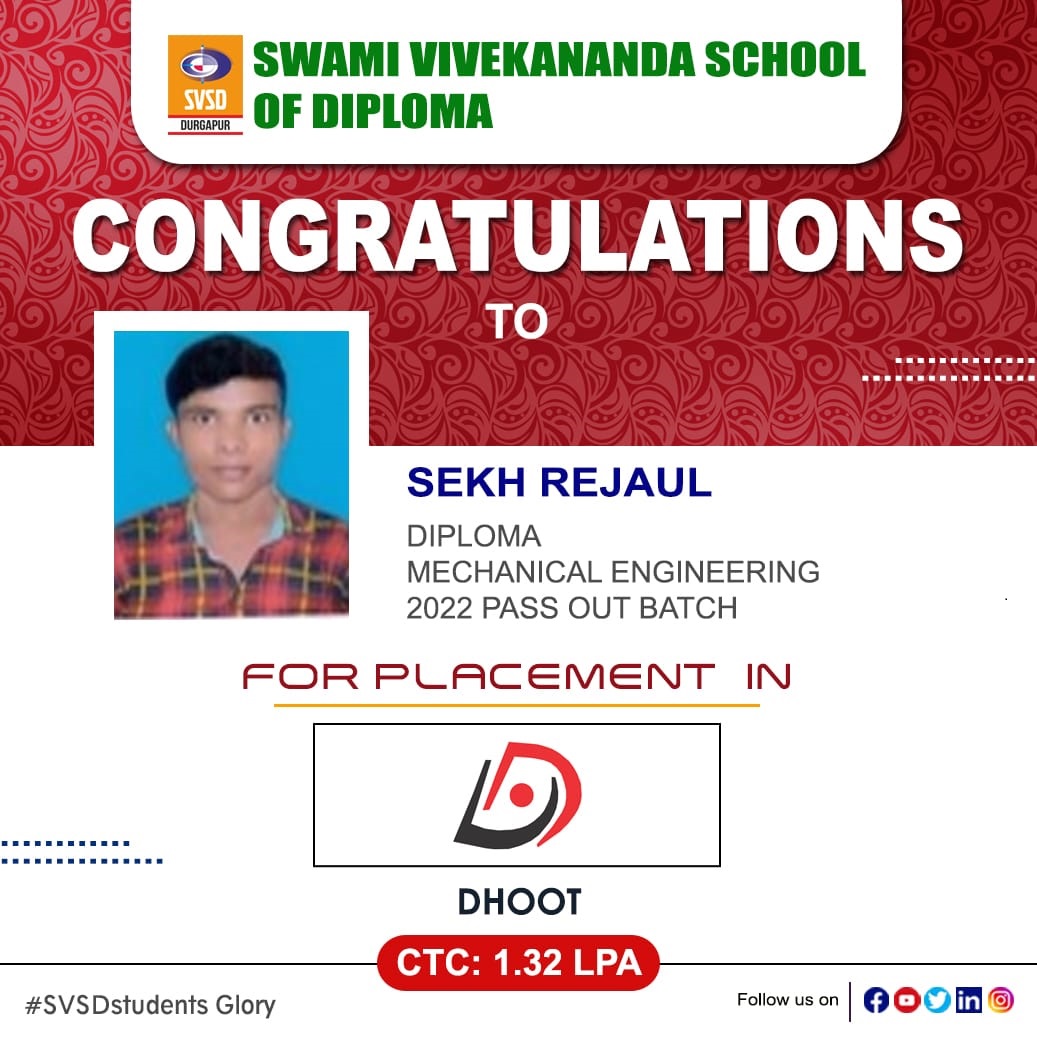 SVSD
DURGAPUR
SWAMI VIVEKANANDA SCHOOL
OF DIPLOMA
CONGRATULATIONS
TO
SEKH REJAUL
DIPLOMA
MECHANICAL ENGINEERING
2022 PASS OUT BATCH
FOR PLACEMENT IN
DHOOT
CTC: 1.32 LPA
#SVSDstudents Glory
Follow us on